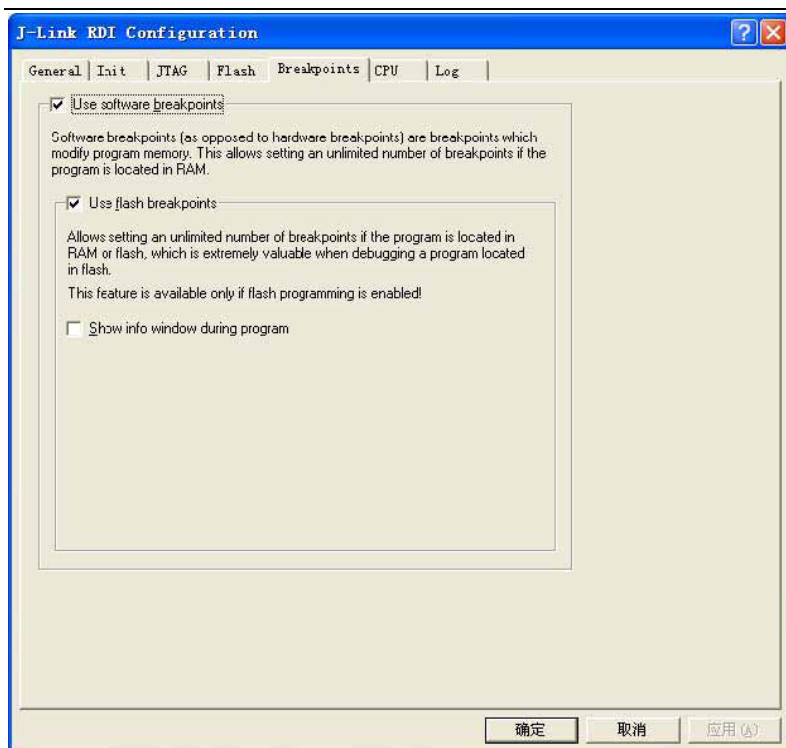 J-Link RDI Configuration
General Init JTAG Flash Breakpoints CPU Log
Use software breakpoints
Software breakpoints (as opposed to hardware breakpoints) are breakpoints which
modify program memory. This allows setting an unlimited number of breakpoints if the
program is located in RAM.
Use flash breakpoints
Allows setting an unlimited number of breakpoints if the program is located in
RAM or flash, which is extremely valuable when debugging a program located
in flash.
This feature is available only if flash programming is enabled!
Show info window during program
确定 取消 应用(A)